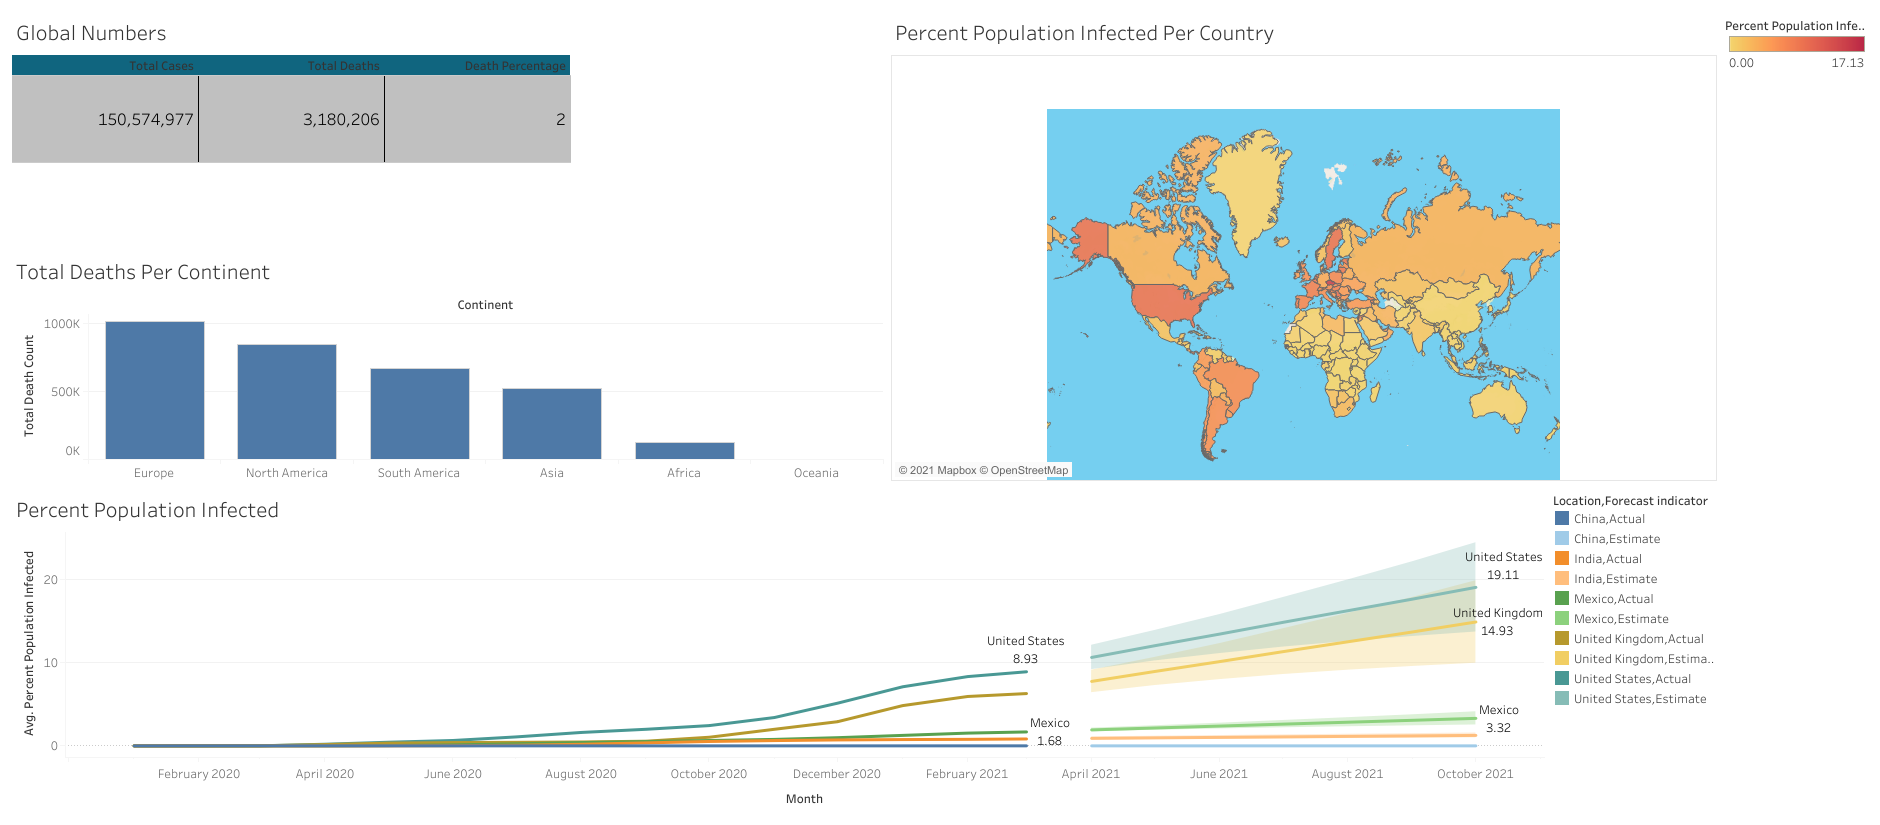 Global Numbers
Total Cases Total Deaths Death Percentage
150,574,977 3,180,206 2
Total Deaths Per Continent
Continent
Total Death Count
1000K
500K
0K
Europe North America South America Asia Africa Oceania
Percent Population Infected Per Country
© 2021 Mapbox © OpenStreetMap
Percent Population Infe..
0.00 17.13
Percent Population Infected
Avg. Percent Population Infected
20
10
0
United States
8.93
Mexico
1.68
United States
19.11
United Kingdom
14.93
Mexico
3.32
February 2020 April 2020 June 2020 August 2020 October 2020 December 2020 February 2021 April 2021 June 2021 August 2021 October 2021
Month
Location,Forecast indicator
China,Actual
China,Estimate
India,Actual
India,Estimate
Mexico,Actual
Mexico,Estimate
United Kingdom,Actual
United Kingdom,Estima..
United States,Actual
United States,Estimate